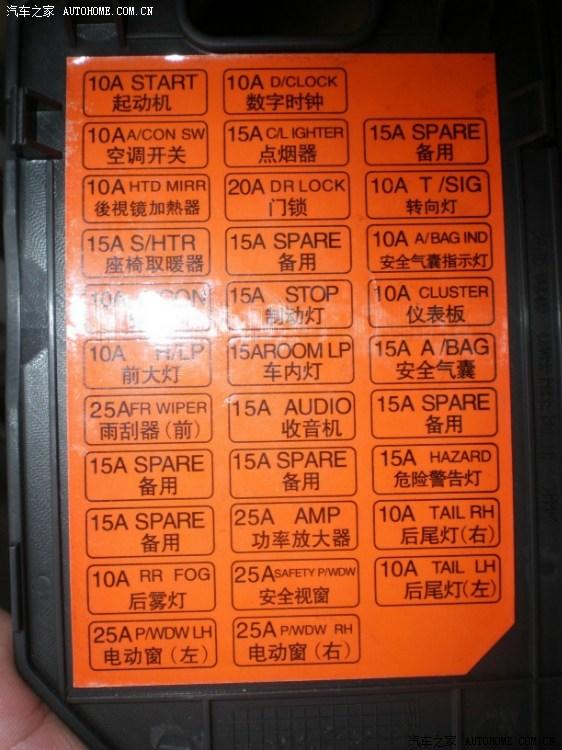 汽车之家 AUTOHOME.COM.CN
10A START
起动机
10A D/CLOCK
数字时钟
10A A/CON SW
空调开关
15A C/LIGHTER
点烟器
15A SPARE
备用
10A HTD MIRR
後視镜加熱器
20A DR LOCK
门锁
10A T/SIG
转向灯
15A S/HTR
座椅取暖器
15A SPARE
备用
10A A/BAG IND
安全气囊指示灯
10A CON
15A STOP
制动灯
10A CLUSTER
仪表板
10A H/LP
前大灯
15A ROOM LP
车内灯
15A A/BAG
安全气囊
25A FR WIPER
雨刮器(前)
15A AUDIO
收音机
15A SPARE
备用
15A SPARE
备用
15A SPARE
备用
15A HAZARD
危险警告灯
15A SPARE
备用
25A AMP
功率放大器
10A TAIL RH
后尾灯(右)
10A RR FOG
后雾灯
25A SAFETY P/WDW
安全视窗
10A TAIL LH
后尾灯(左)
25A P/WDW LH
电动窗(左)
25A P/WDW RH
电动窗(右)
汽车之家 AUTOHOME.COM.CN